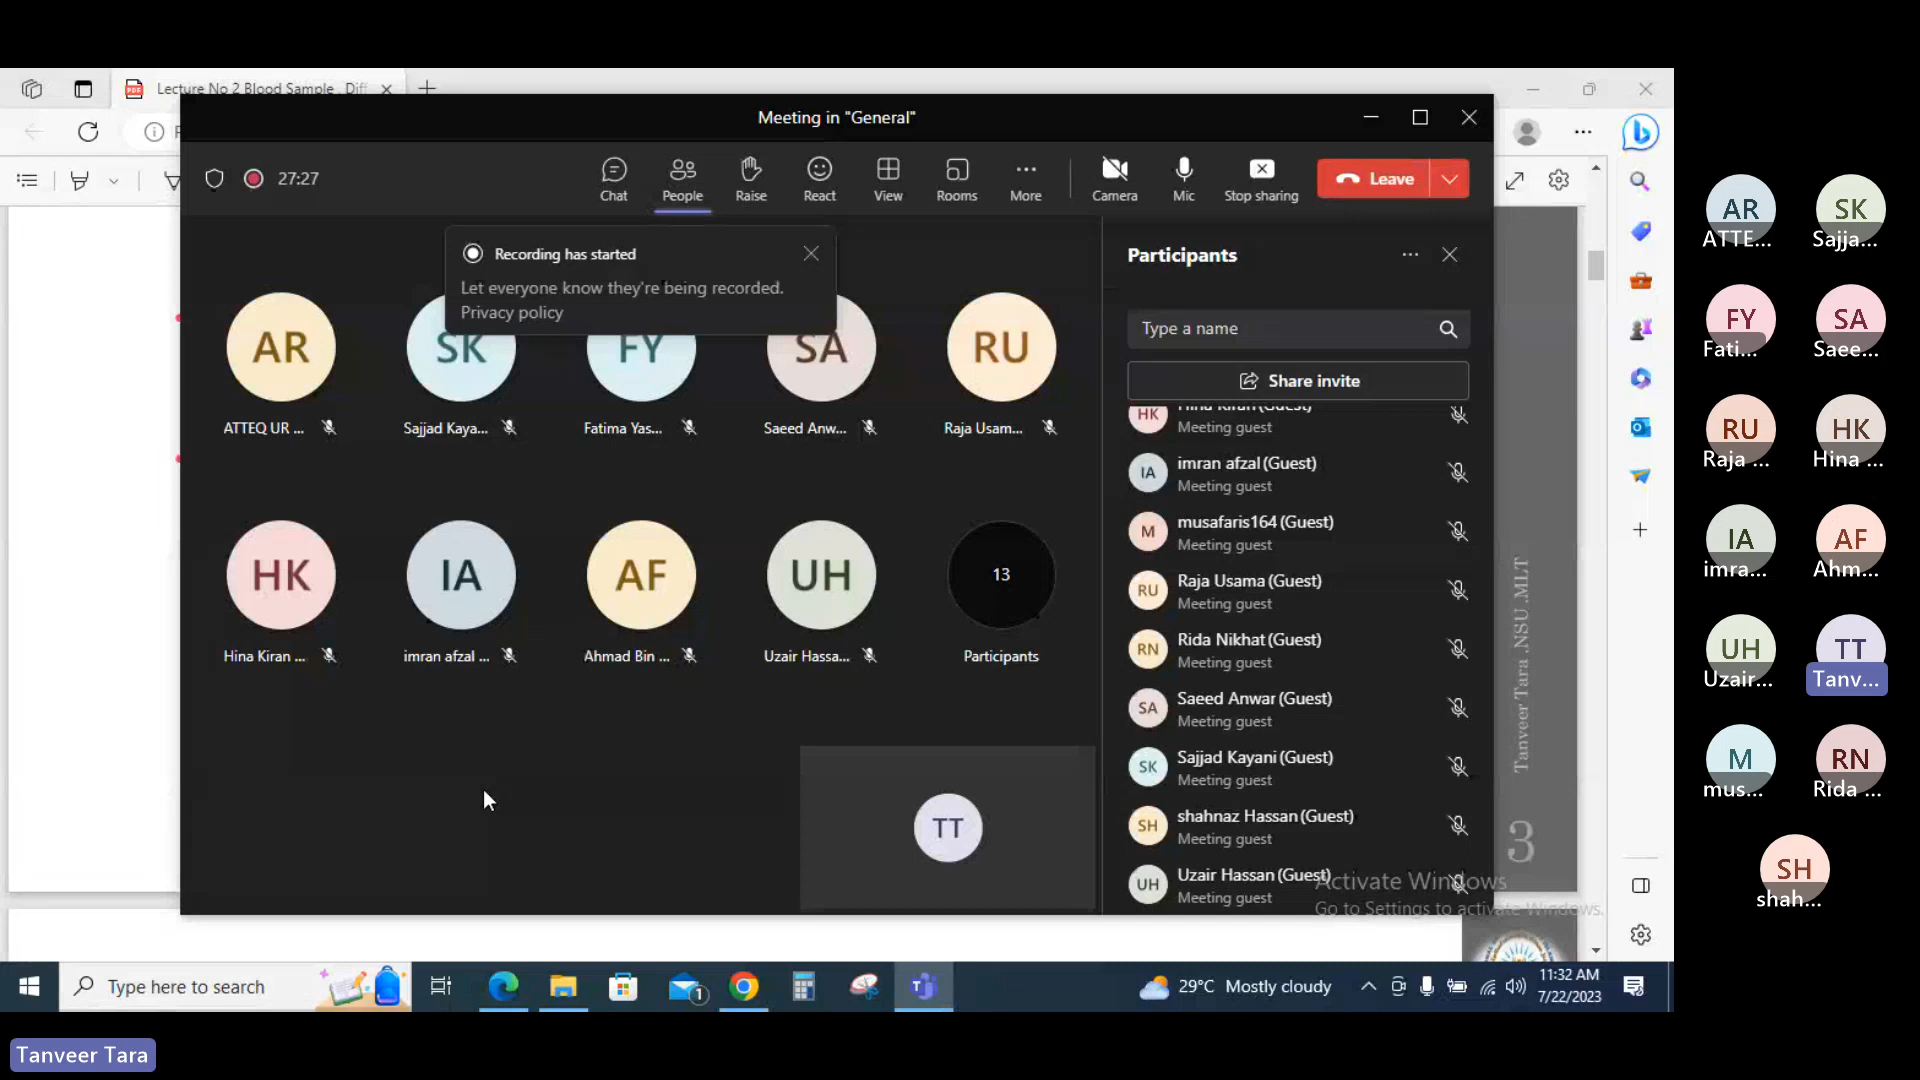 Lecture No 2 Blood Sample . Diff
Meeting in "General"
27:27
Chat
People
Raise
React
View
Rooms
More
Camera
Mic
Stop sharing
Leave
Recording has started
Let everyone know they're being recorded.
Privacy policy
AR
SK
FY
SA
RU
ATTEQ UR ...
Sajjad Kaya...
Fatima Yas...
Saeed Anw...
Raja Usam...
HK
IA
AF
UH
13
Hina Kiran ...
imran afzal ...
Ahmad Bin ...
Uzair Hassa...
Participants
TT
Participants
Type a name
Share invite
HK
Hina Kiran (Guest)
Meeting guest
IA
imran afzal (Guest)
Meeting guest
M
musafaris164 (Guest)
Meeting guest
RU
Raja Usama (Guest)
Meeting guest
RN
Rida Nikhat (Guest)
Meeting guest
SA
Saeed Anwar (Guest)
Meeting guest
SK
Sajjad Kayani (Guest)
Meeting guest
SH
shahnaz Hassan (Guest)
Meeting guest
UH
Uzair Hassan (Guest)
Meeting guest
Activate Windows
Go to Settings to activate Windows.
Tanveer Tara ,NSU ,MLT
3
AR
ATTE...
SK
Sajja...
FY
Fati...
SA
Saee...
RU
Raja ...
HK
Hina ...
IA
imra...
AF
Ahm...
UH
Uzair...
TT
Tanv...
M
mus...
RN
Rida ...
SH
shah...
Type here to search
1
29°C Mostly cloudy
11:32 AM
7/22/2023
Tanveer Tara